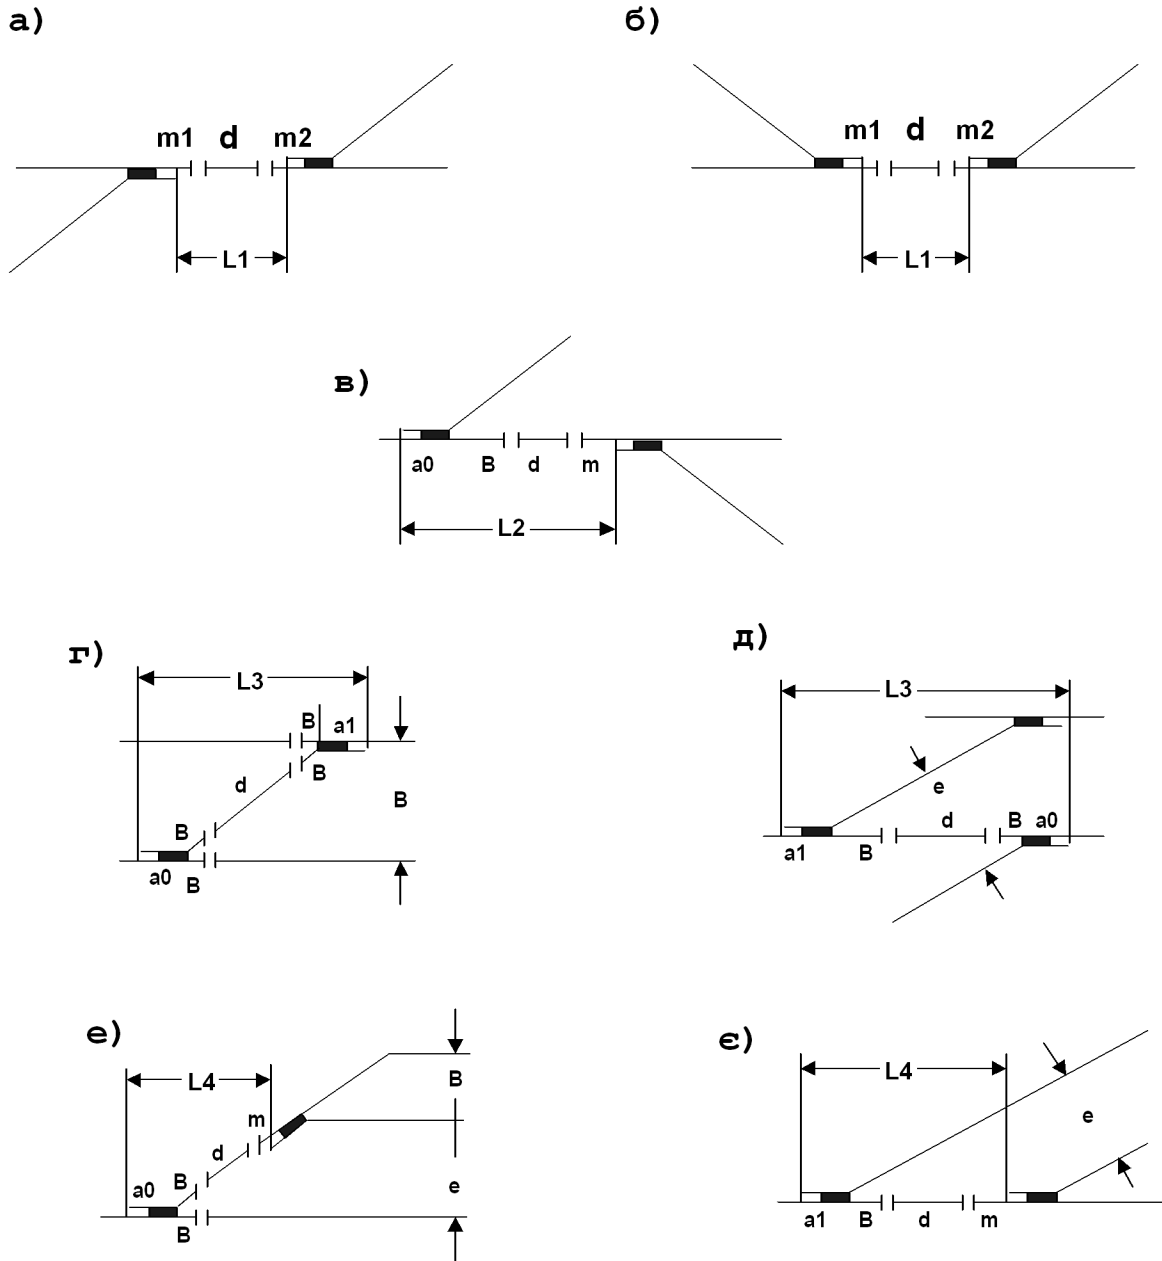 а)
б)
m1 d m2
m1 d m2
L1
L1
в)
a0 B d m
L2
г)
д)
L3
L3
B a1
B
d
e
B
B
d B a0
a0
B
a1 B
е)
є)
L4
L4
B
m
d
e
B
a0
e
B
a1 B d m